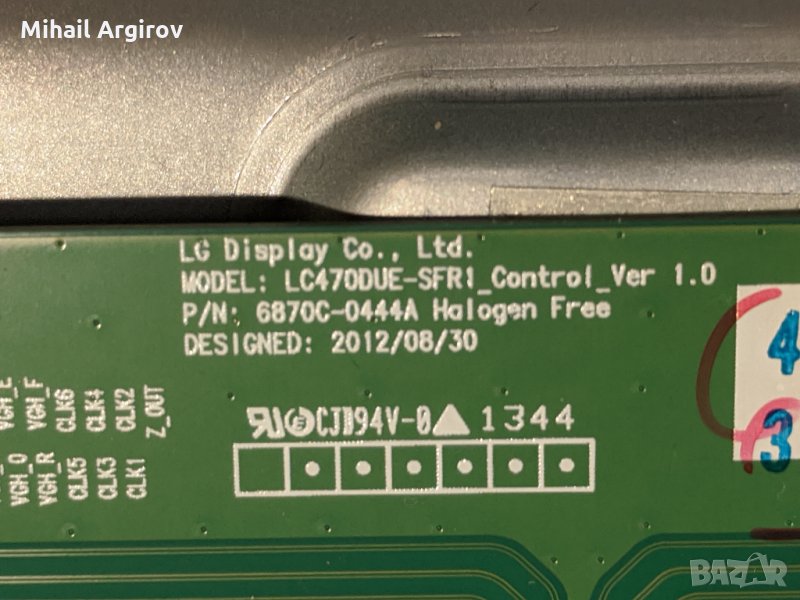 Mihail Argirov
LG Display Co., Ltd.
MODEL: LC470DUE-SFR1_Control_Ver 1.0
P/N: 6870C-0444A Halogen Free
DESIGNED: 2012/08/30
4
3
VGH_E
VGH_F
CLK6
CLK4
CLK2
Z_OUT
VGH_O
VGH_R
CLK5
CLK3
CLK1
94V-0 1344
BAZAR